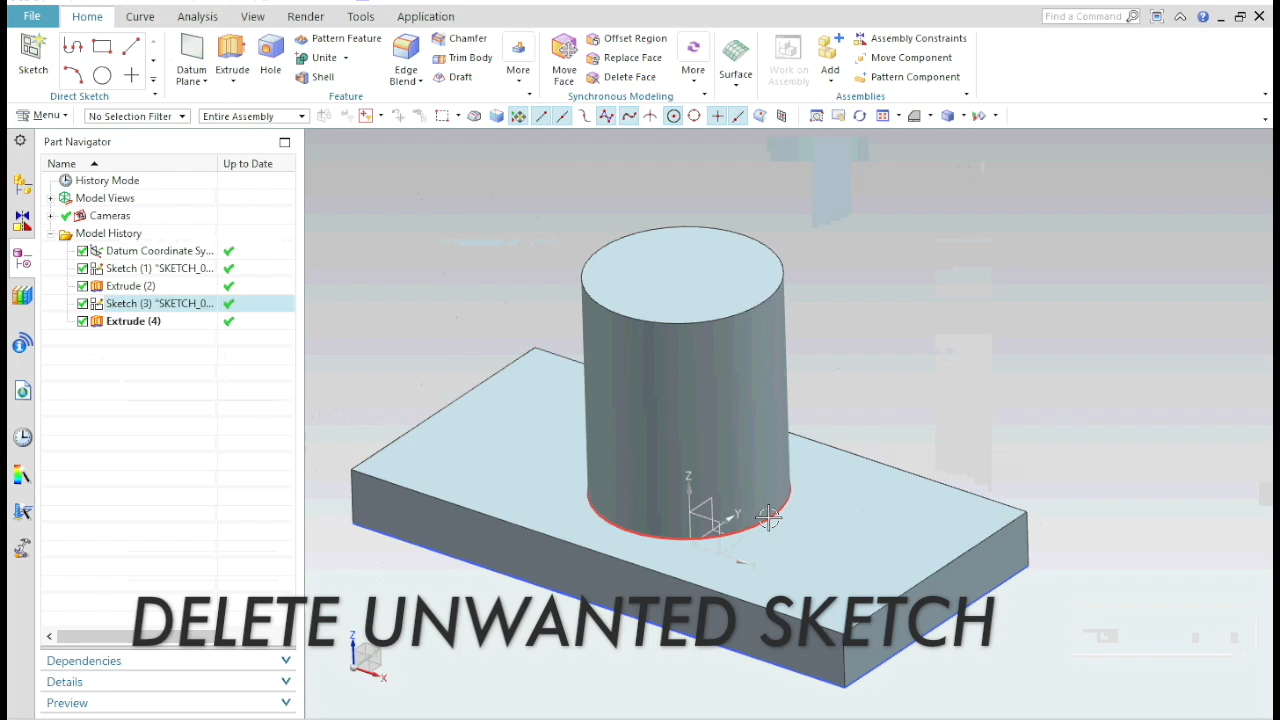 File Home Curve Analysis View Render Tools Application Find a Command
Sketch
Direct Sketch
Datum Plane Extrude Hole
Pattern Feature
Unite
Shell
Edge Blend
Chamfer
Trim Body
Draft
More
Feature
Move Face
Offset Region
Replace Face
Delete Face
More
Synchronous Modeling
Surface
Work on Assembly
Add
Assembly Constraints
Move Component
Pattern Component
Assemblies
Menu No Selection Filter Entire Assembly
Part Navigator
Name Up to Date
History Mode
Model Views
Cameras
Model History
Datum Coordinate Sy...
Sketch (1) "SKETCH_0...
Extrude (2)
Sketch (3) "SKETCH_0...
Extrude (4)
Z
Y
DELETE UNWANTED SKETCH
Z
X
Dependencies
Details
Preview